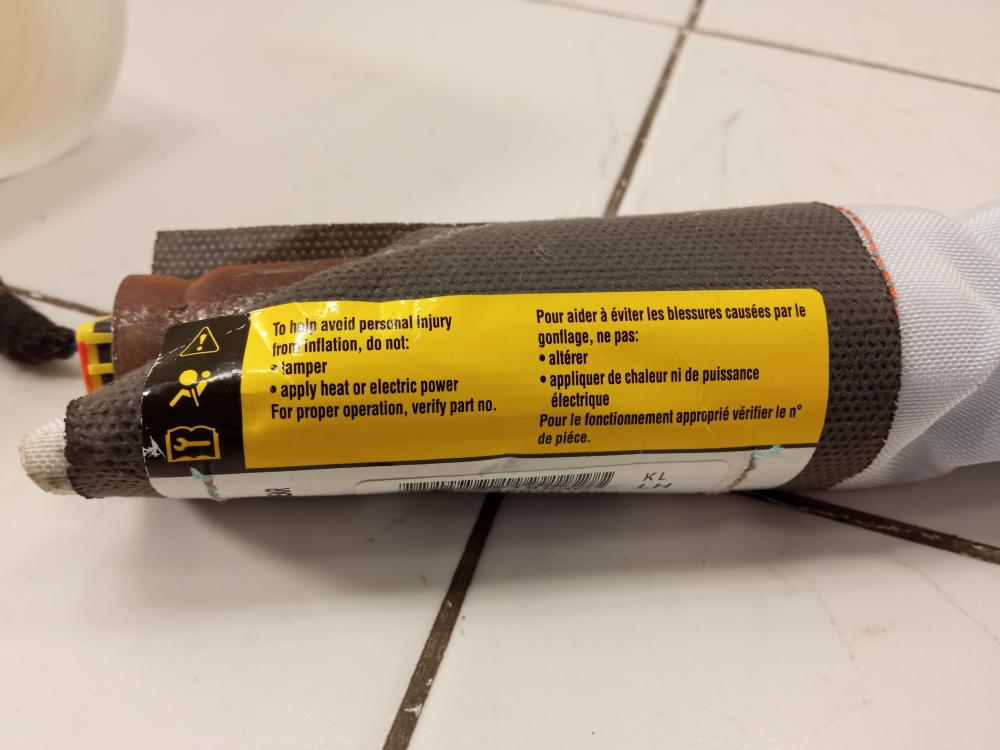 To help avoid personal injury
from inflation, do not:
• tamper
• apply heat or electric power
For proper operation, verify part no.
Pour aider à éviter les blessures causées par le
gonflage, ne pas:
• altérer
• appliquer de chaleur ni de puissance
électrique
Pour le fonctionnement approprié vérifier le n°
de piéce.
KL
LH